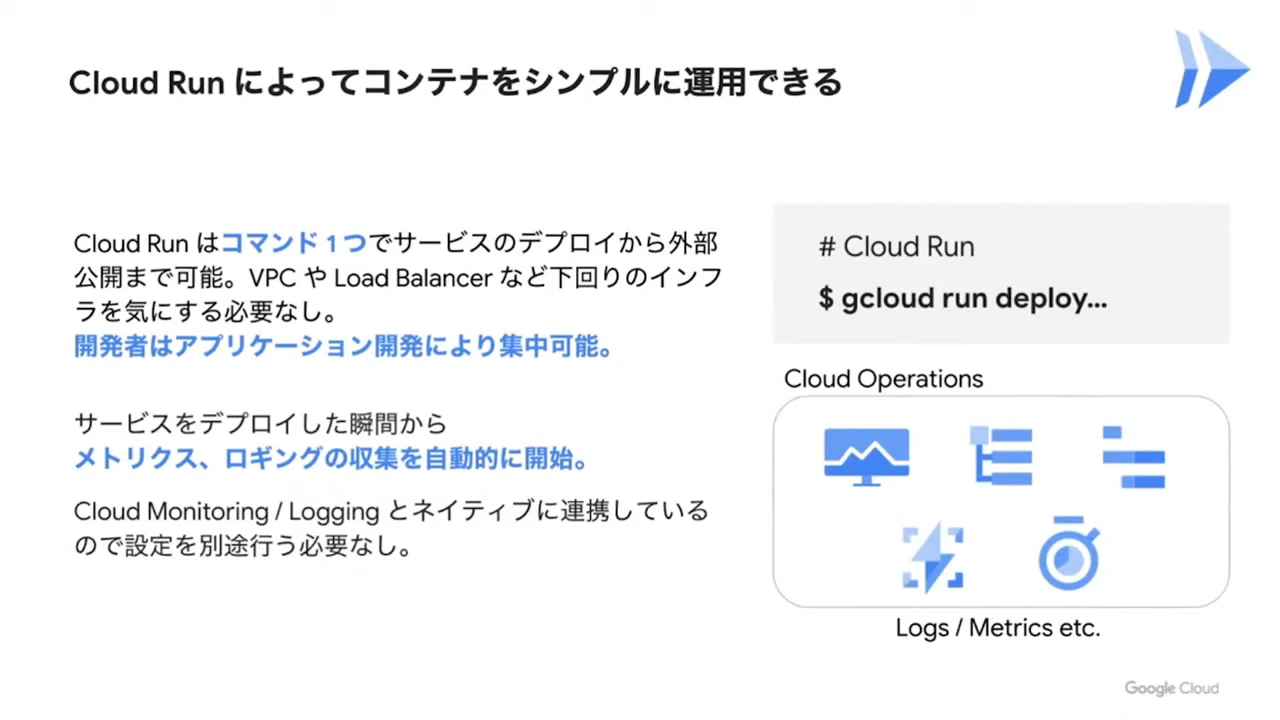 Cloud Run によってコンテナをシンプルに運用できる
Cloud Run はコマンド 1 つでサービスのデプロイから外部
公開まで可能。VPC や Load Balancer など下回りのインフ
ラを気にする必要なし。
開発者はアプリケーション開発により集中可能。
サービスをデプロイした瞬間から
メトリクス、ロギングの収集を自動的に開始。
Cloud Monitoring / Logging とネイティブに連携している
ので設定を別途行う必要なし。
# Cloud Run
$ gcloud run deploy...
Cloud Operations
Logs / Metrics etc.
Google Cloud